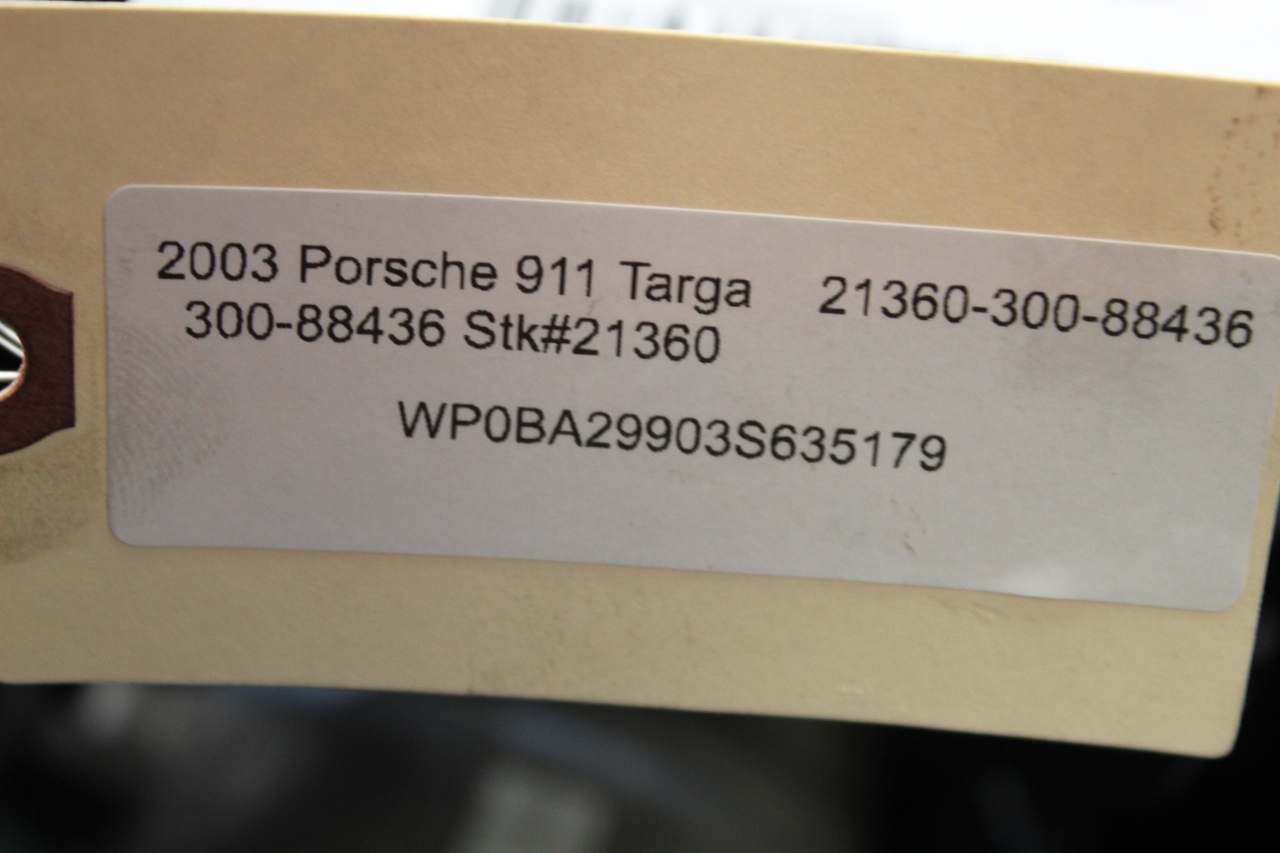 2003 Porsche 911 Targa 21360-300-88436
300-88436 Stk#21360
WP0BA29903S635179